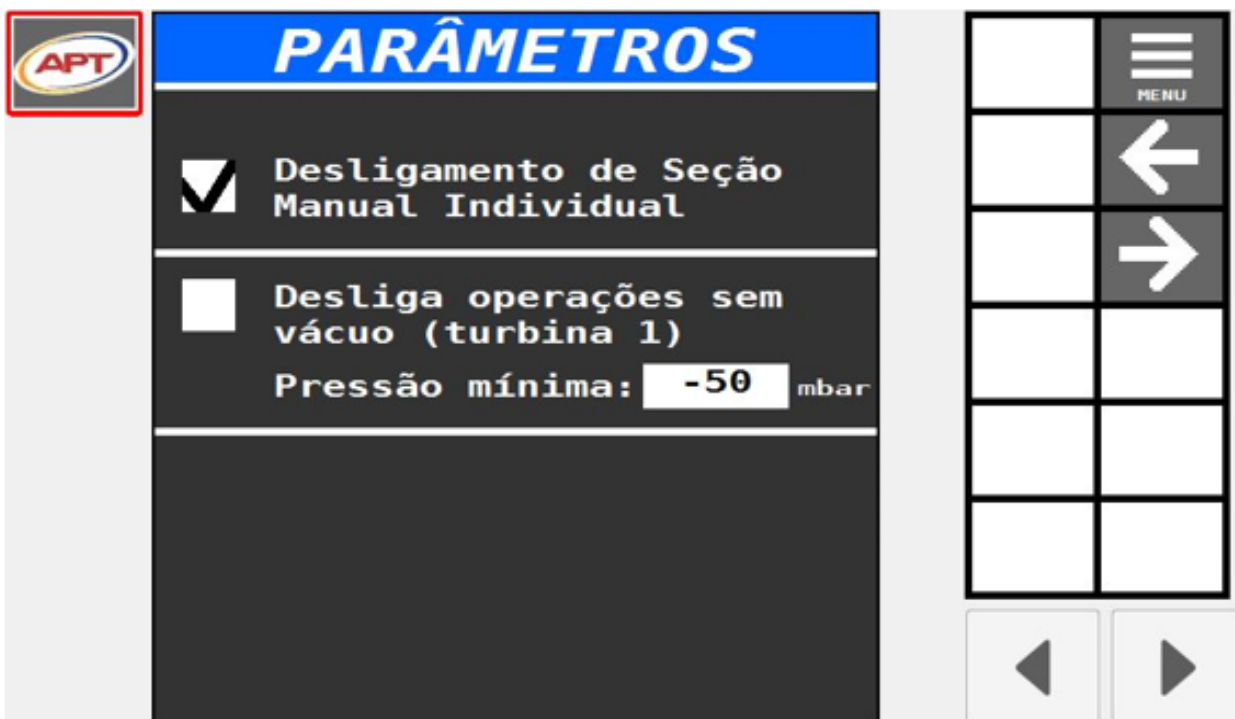 APT
PARÂMETROS
MENU
Desligamento de Seção
Manual Individual
Desliga operações sem
vácuo (turbina 1)
Pressão mínima: -50 mbar